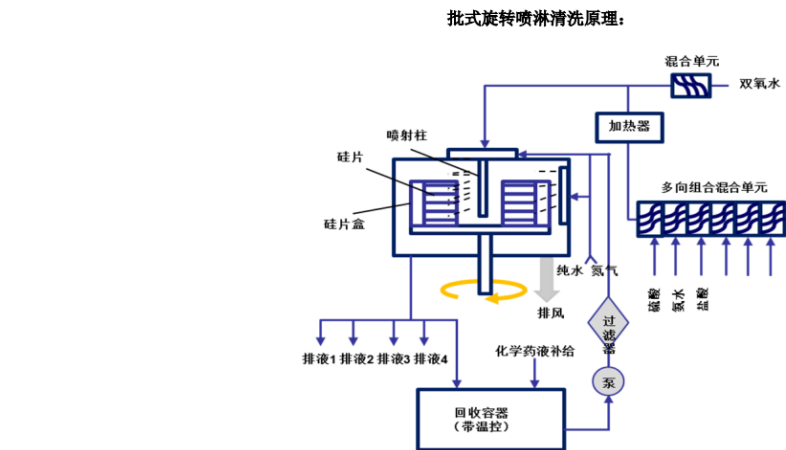 批式旋转喷淋清洗原理：
混合单元
双氧水
加热器
喷射柱
硅片
多向组合混合单元
硅片盒
纯水 氮气
硫酸
氨水
盐酸
排风
过
滤
器
化学药液补给
排液1 排液2 排液3 排液4
泵
回收容器
（带温控）